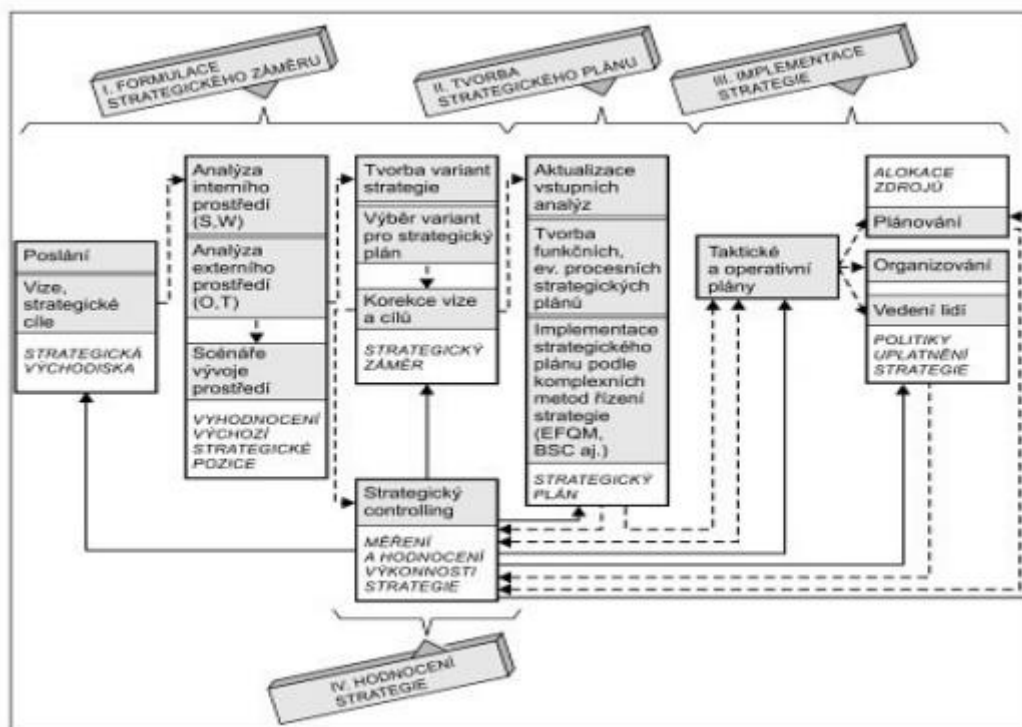 I. FORMULACE
STRATEGICKÉHO ZÁMĚRU
II. TVORBA
STRATEGICKÉHO PLÁNU
III. IMPLEMENTACE
STRATEGIE
Poslání
Vize,
strategické
cíle
STRATEGICKÁ
VÝCHODISKA
Analýza
interního
prostředí
(S,W)
Analýza
externího
prostředí
(O,T)
Scénáře
vývoje
prostředí
VYHODNOCENÍ
VÝCHOZÍ
STRATEGICKÉ
POZICE
Tvorba variant
strategie
Výběr variant
pro strategický
plán
Korekce vize
a cílů
STRATEGICKÝ
ZÁMĚR
Strategický
controlling
MĚŘENÍ
A HODNOCENÍ
VÝKONNOSTI
STRATEGIE
Aktualizace
vstupních
analýz
Tvorba
funkčních,
ev. procesních
strategických
plánů
Implementace
strategického
plánu podle
komplexních
metod řízení
strategie
(EFQM,
BSC aj.)
STRATEGICKÝ
PLÁN
Taktické
a operativní
plány
ALOKACE
ZDROJŮ
Plánování
Organizování
Vedení lidí
POLITIKY
UPLATNĚNÍ
STRATEGIE
IV. HODNOCENÍ
STRATEGIE